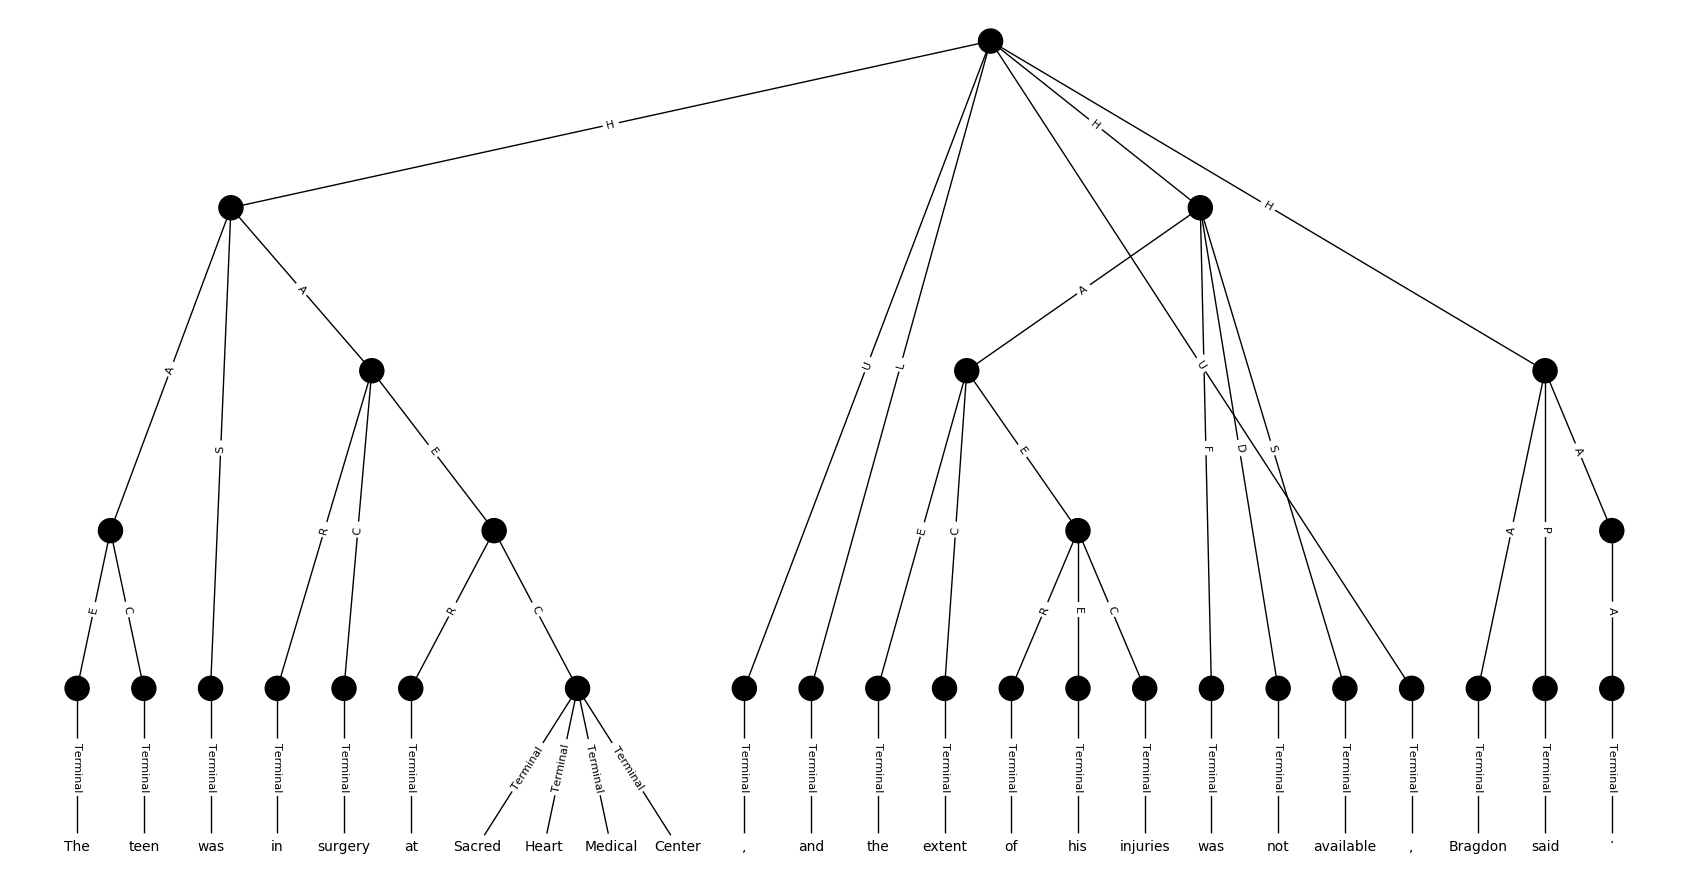 H H H
U L U
A A A
A S F D S
R C E E C E A P A
E C R C R E C A
Terminal Terminal Terminal Terminal Terminal Terminal Terminal Terminal Terminal Terminal Terminal Terminal Terminal Terminal Terminal Terminal Terminal Terminal Terminal Terminal Terminal Terminal Terminal Terminal
The teen was in surgery at Sacred Heart Medical Center , and the extent of his injuries was not available , Bragdon said .